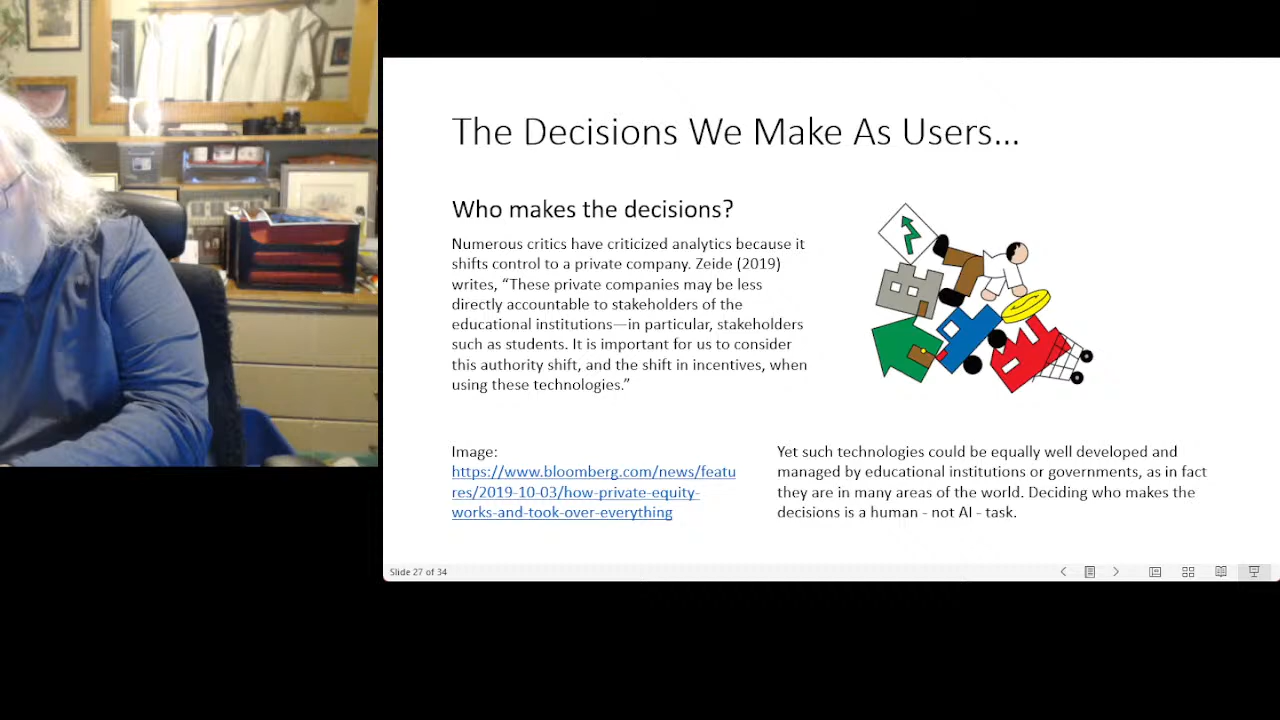 The Decisions We Make As Users...
Who makes the decisions?
Numerous critics have criticized analytics because it
shifts control to a private company. Zeide (2019)
writes, “These private companies may be less
directly accountable to stakeholders of the
educational institutions—in particular, stakeholders
such as students. It is important for us to consider
this authority shift, and the shift in incentives, when
using these technologies.”
Image:
https://www.bloomberg.com/news/featu
res/2019-10-03/how-private-equity-
works-and-took-over-everything
Yet such technologies could be equally well developed and
managed by educational institutions or governments, as in fact
they are in many areas of the world. Deciding who makes the
decisions is a human - not AI - task.
Slide 27 of 34